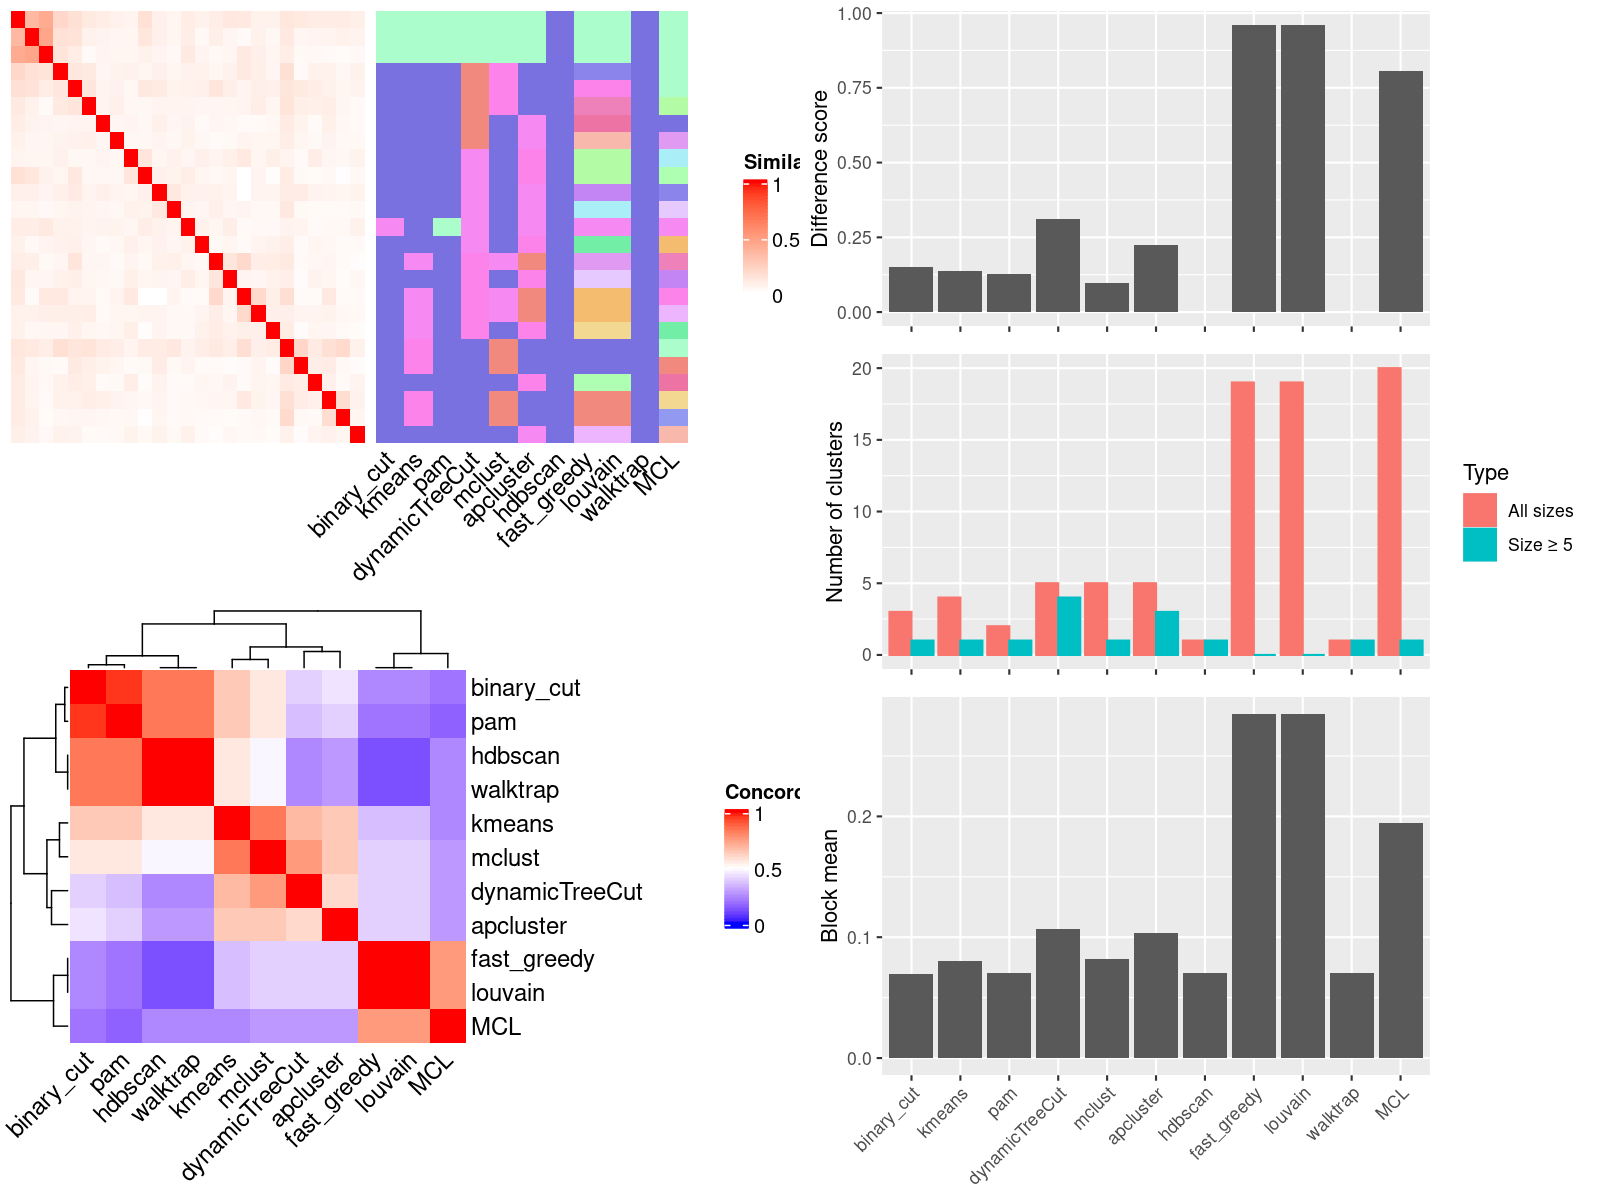 Simila
1
0.5
0
binary_cut
kmeans
pam
dynamicTreeCut
mclust
apcluster
hdbscan
fast_greedy
louvain
walktrap
MCL
binary_cut
pam
hdbscan
walktrap
kmeans
mclust
dynamicTreeCut
apcluster
fast_greedy
louvain
MCL
Concord
1
0.5
0
binary_cut
pam
hdbscan
walktrap
kmeans
mclust
dynamicTreeCut
apcluster
fast_greedy
louvain
MCL
Difference score
1.00
0.75
0.50
0.25
0.00
Number of clusters
20
15
10
5
0
Type
All sizes
Size ≥ 5
Block mean
0.2
0.1
0.0
binary_cut
kmeans
pam
dynamicTreeCut
mclust
apcluster
hdbscan
fast_greedy
louvain
walktrap
MCL